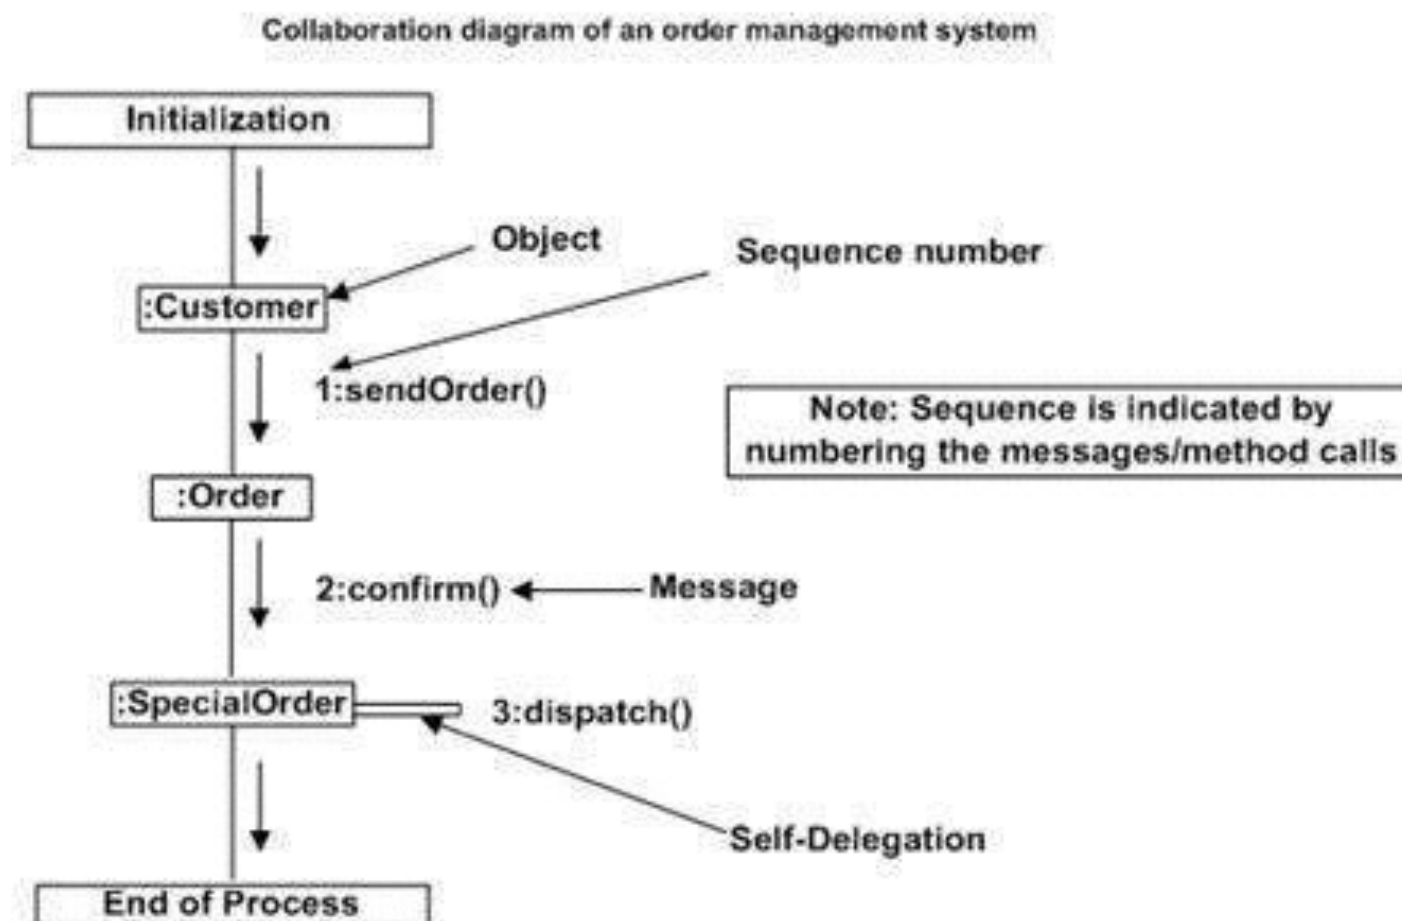 Collaboration diagram of an order management system
Initialization
Object
Sequence number
:Customer
1:sendOrder()
Note: Sequence is indicated by
numbering the messages/method calls
:Order
2:confirm()
Message
:SpecialOrder
3:dispatch()
Self-Delegation
End of Process